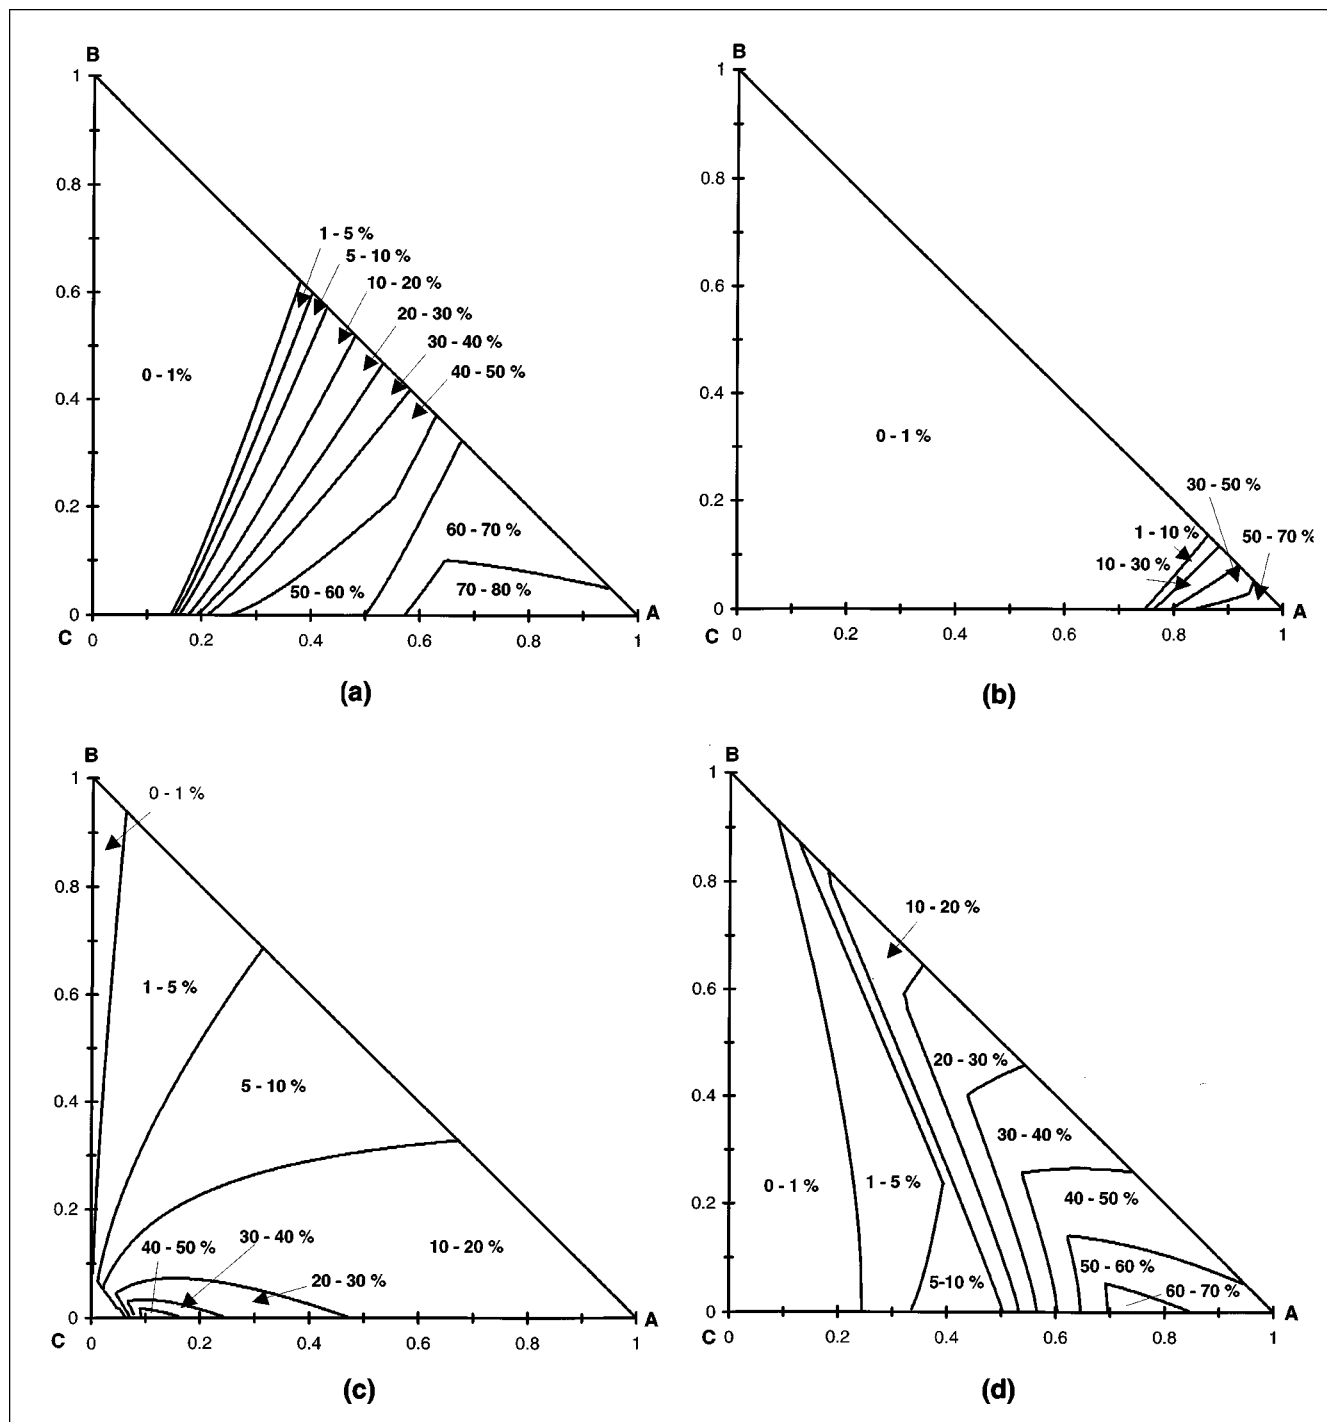 B
1
0.8
1 - 5 %
5 - 10 %
10 - 20 %
0.6
20 - 30 %
30 - 40 %
40 - 50 %
0 - 1%
0.4
0.2
60 - 70 %
50 - 60 %
70 - 80 %
0
A
C 0 0.2 0.4 0.6 0.8 1
(a)
B
1
0.8
0.6
0.4
0 - 1 %
30 - 50 %
0.2
1 - 10 %
50 - 70 %
10 - 30 %
0
A
C 0 0.2 0.4 0.6 0.8 1
(b)
B
1
0 - 1 %
0.8
1 - 5 %
0.6
5 - 10 %
0.4
0.2
40 - 50 %
30 - 40 %
10 - 20 %
20 - 30 %
0
A
C 0 0.2 0.4 0.6 0.8 1
(c)
B
1
0.8
10 - 20 %
0.6
20 - 30 %
0.4
30 - 40 %
0 - 1 %
1 - 5 %
40 - 50 %
0.2
50 - 60 %
5-10 %
60 - 70 %
0
A
C 0 0.2 0.4 0.6 0.8 1
(d)